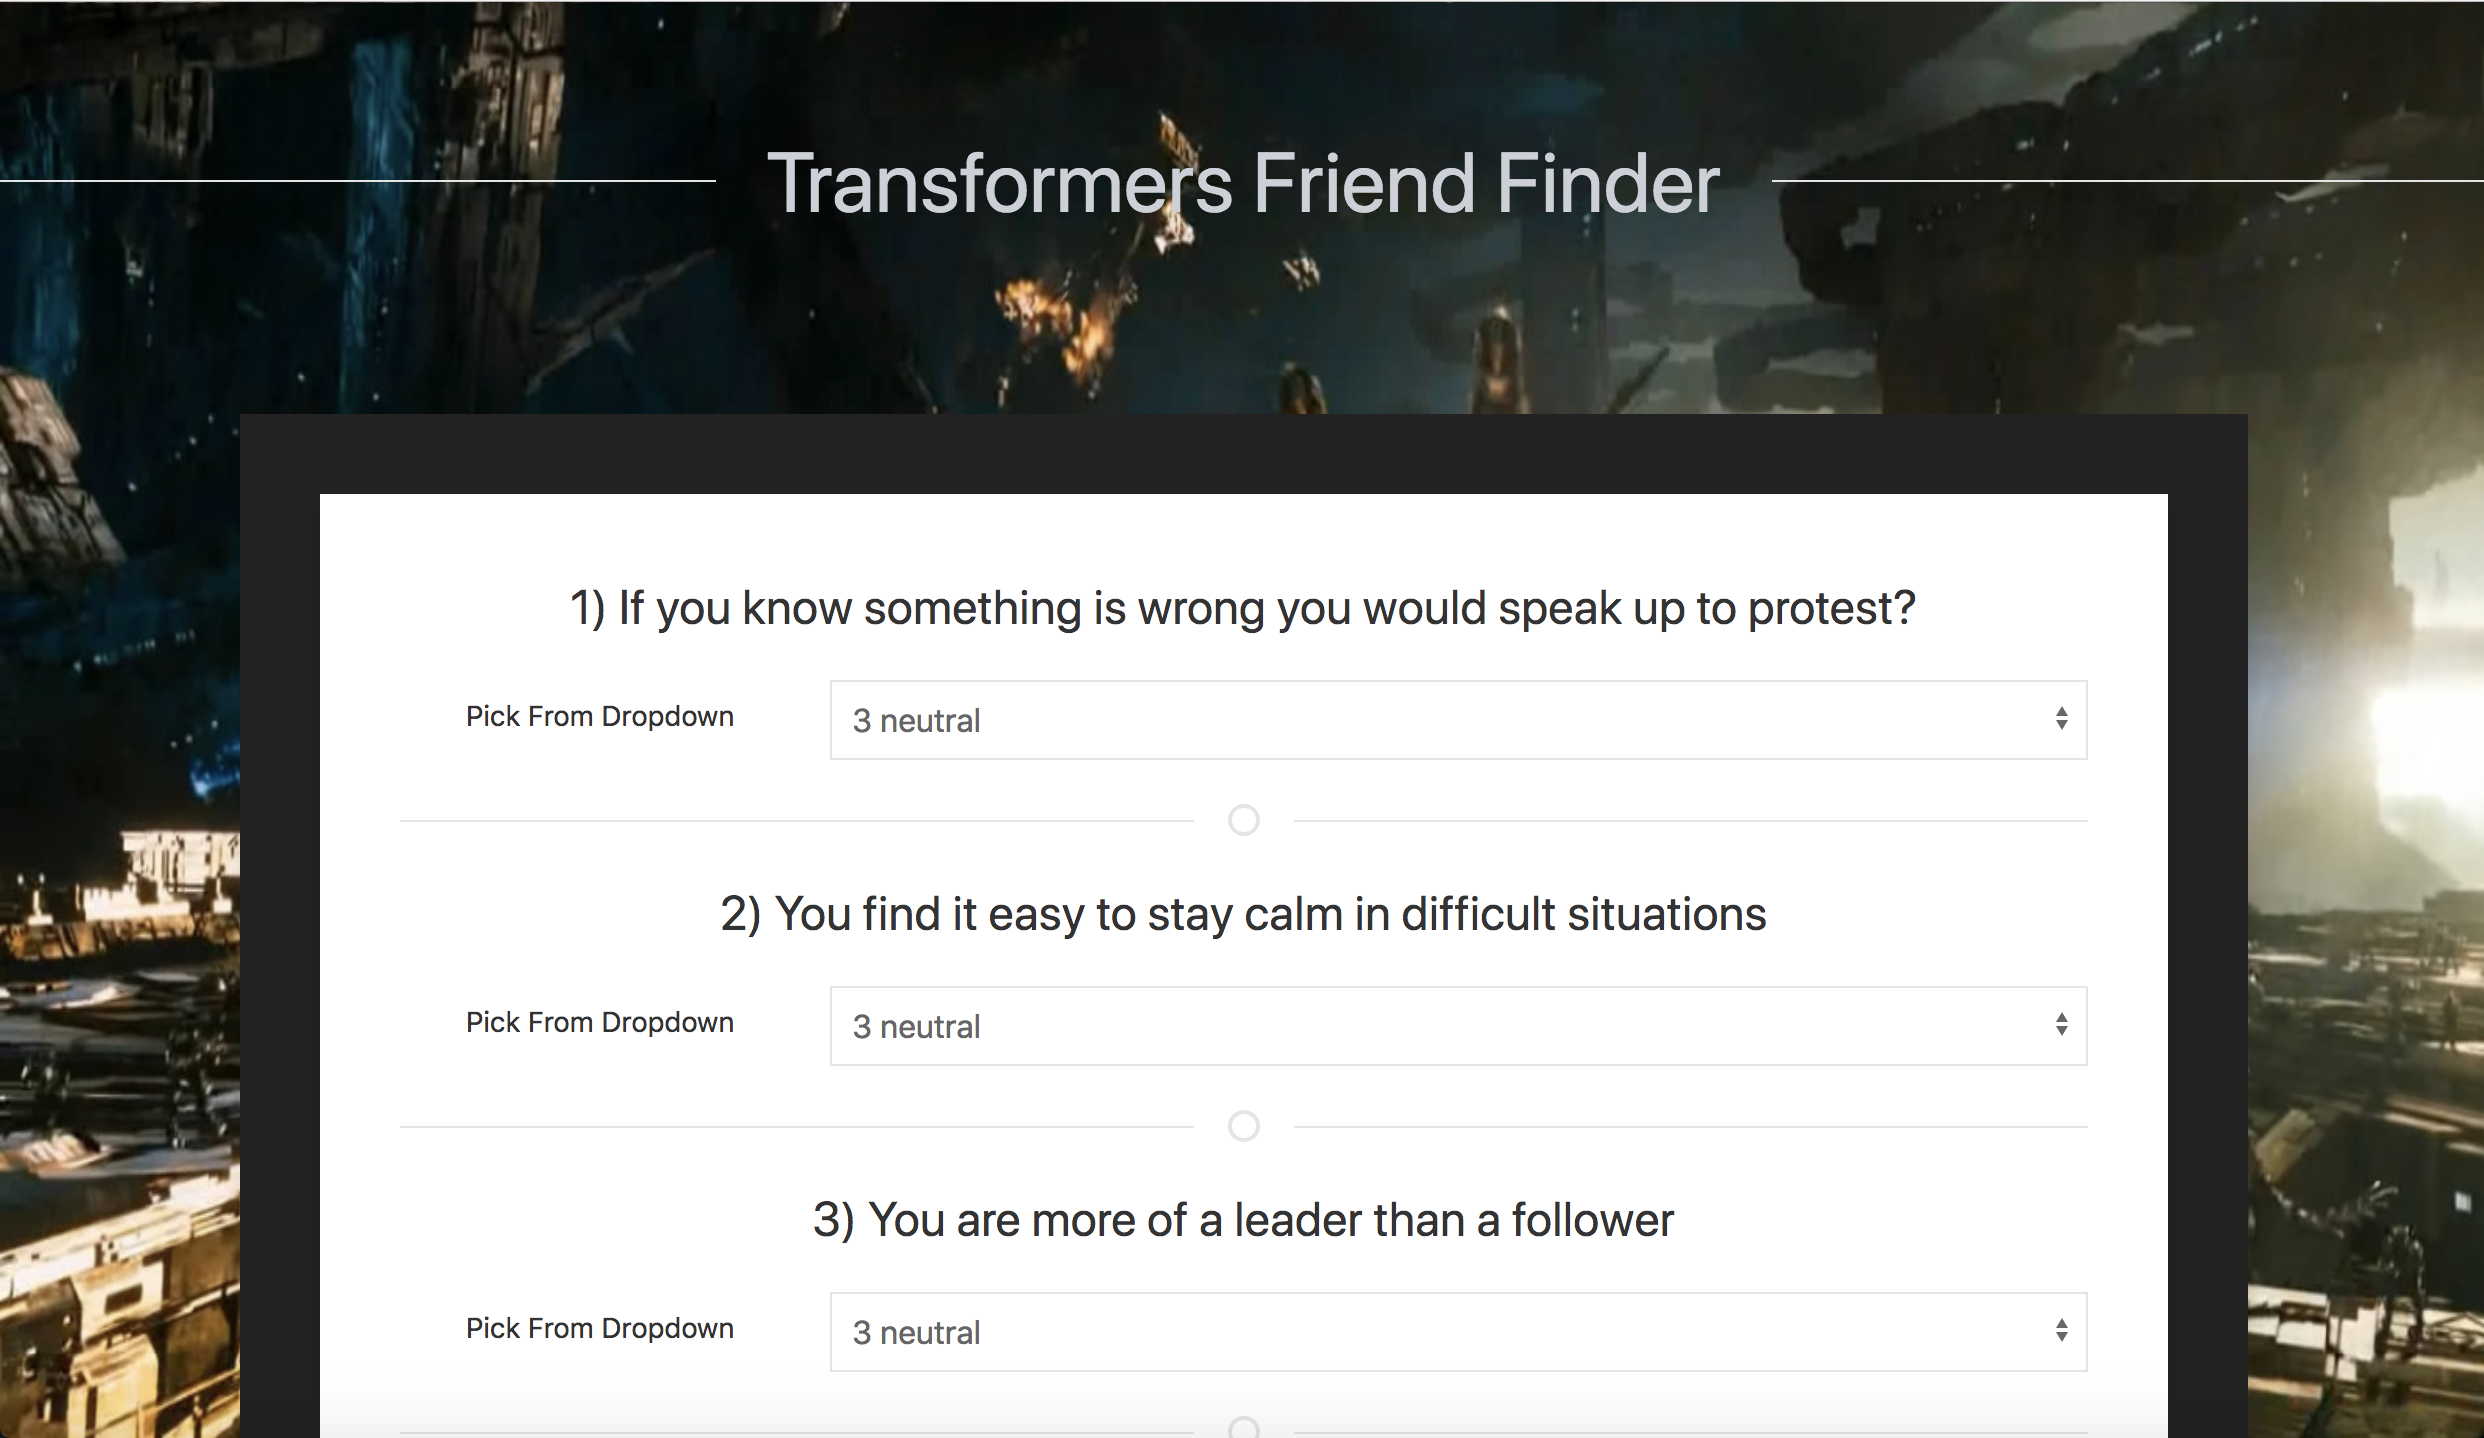 Transformers Friend Finder
1) If you know something is wrong you would speak up to protest?
Pick From Dropdown
3 neutral
2) You find it easy to stay calm in difficult situations
Pick From Dropdown
3 neutral
3) You are more of a leader than a follower
Pick From Dropdown
3 neutral